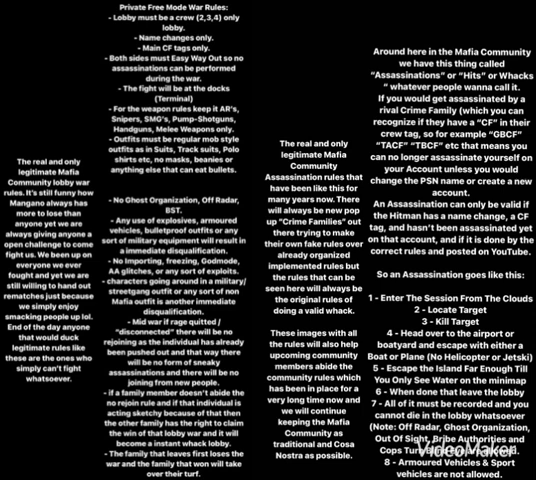 The real and only
legitimate Mafia
Community lobby war
rules. It's still funny how
Mangano always has
more to lose than
anyone yet we are
always giving anyone a
open challenge to come
fight us. We been up on
everyone we ever
fought and yet we are
still willing to hand out
rematches just because
we simply enjoy
smacking people up lol.
End of the day anyone
that would duck
legitimate rules like
these are the ones who
simply can't fight
whatsoever.
Private Free Mode War Rules:
- Lobby must be a crew (2,3,4) only
lobby.
- Name changes only.
- Main CF tags only.
- Both sides must Easy Way Out so no
assassinations can be performed
during the war.
- The fight will be at the docks
(Terminal)
- For the weapon rules keep it AR's,
Snipers, SMG's, Pump-Shotguns,
Handguns, Melee Weapons only.
- Outfits must be regular mob style
outfits as in Suits, Track suits, Polo
shirts etc, no masks, beanies or
anything else that can eat bullets.
- No Ghost Organization, Off Radar,
BST.
- Any use of explosives, armoured
vehicles, bulletproof outfits or any
sort of military equipment will result in
a immediate disqualification.
- No Importing, freezing, Godmode,
AA glitches, or any sort of exploits.
- characters going around in a military/
streetgang outfit or any sort of non
Mafia outfit is another immediate
disqualification.
- Mid war if rage quitted /
"disconnected" there will be no
rejoining as the individual has already
been pushed out and that way there
will be no form of sneaky
assassinations and there will be no
joining from new people.
- if a family member doesn't abide the
no rejoin rule and if that individual is
acting sketchy because of that then
the other family has the right to claim
the win of that lobby war and it will
become a instant whack lobby.
- The family that leaves first loses the
war and the family that won will take
over their turf.
The real and only
legitimate Mafia
Community
Assassination rules that
have been like this for
many years now. There
will always be new pop
up "Crime Families" out
there trying to make
their own fake rules over
already organized
implemented rules but
the rules that can be
seen here will always be
the original rules of
doing a valid whack.
These images with all
the rules will also help
upcoming community
members abide the
community rules which
has been in place for a
very long time now and
we will continue
keeping the Mafia
Community as
traditional and Cosa
Nostra as possible.
Around here in the Mafia Community
we have this thing called
"Assassinations" or "Hits" or Whacks
" whatever people wanna call it.
If you would get assassinated by a
rival Crime Family (which you can
recognize if they have a "CF" in their
crew tag, so for example "GBCF"
"TACF" "TBCF" etc that means you
can no longer assassinate yourself on
your Account unless you would
change the PSN name or create a new
account.
An Assassination can only be valid if
the Hitman has a name change, a CF
tag, and hasn't been assassinated yet
on that account, and if it is done by the
correct rules and posted on YouTube.
So an Assassination goes like this:
1 - Enter The Session From The Clouds
2 - Locate Target
3 - Kill Target
4 - Head over to the airport or
boatyard and escape with either a
Boat or Plane (No Helicopter or Jetski)
5 - Escape the Island Far Enough Till
You Only See Water on the minimap
6 - When done that leave the lobby
7 - All of it must be recorded and you
cannot die in the lobby whatsoever
(Note: Off Radar, Ghost Organization,
Out Of Sight, Bribe Authorities and
Cops Turn
8 - Armoured Vehicles & Sport
vehicles are not allowed.
VideoMaker